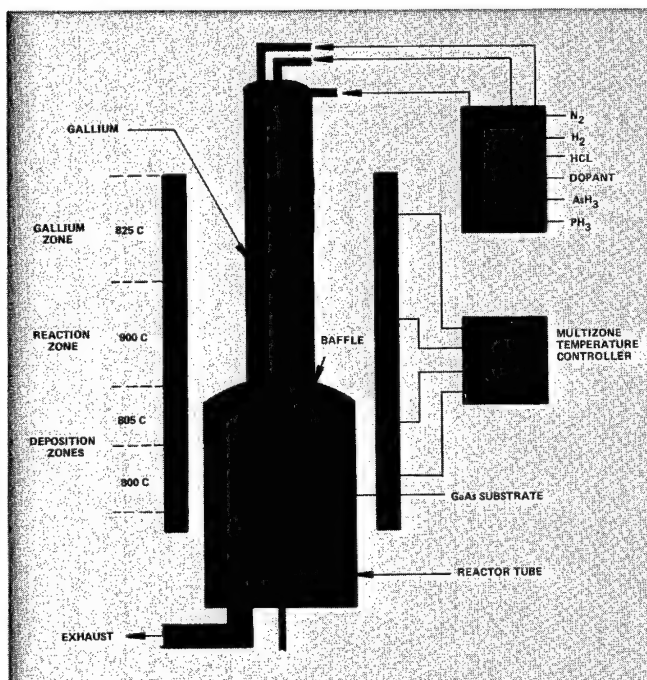 N2
H2
HCL
DOPANT
AsH3
PH3
GALLIUM
GALLIUM
ZONE
825 C
REACTION
ZONE
900 C
BAFFLE
MULTIZONE
TEMPERATURE
CONTROLLER
805 C
DEPOSITION
ZONES
800 C
GaAs SUBSTRATE
REACTOR TUBE
EXHAUST